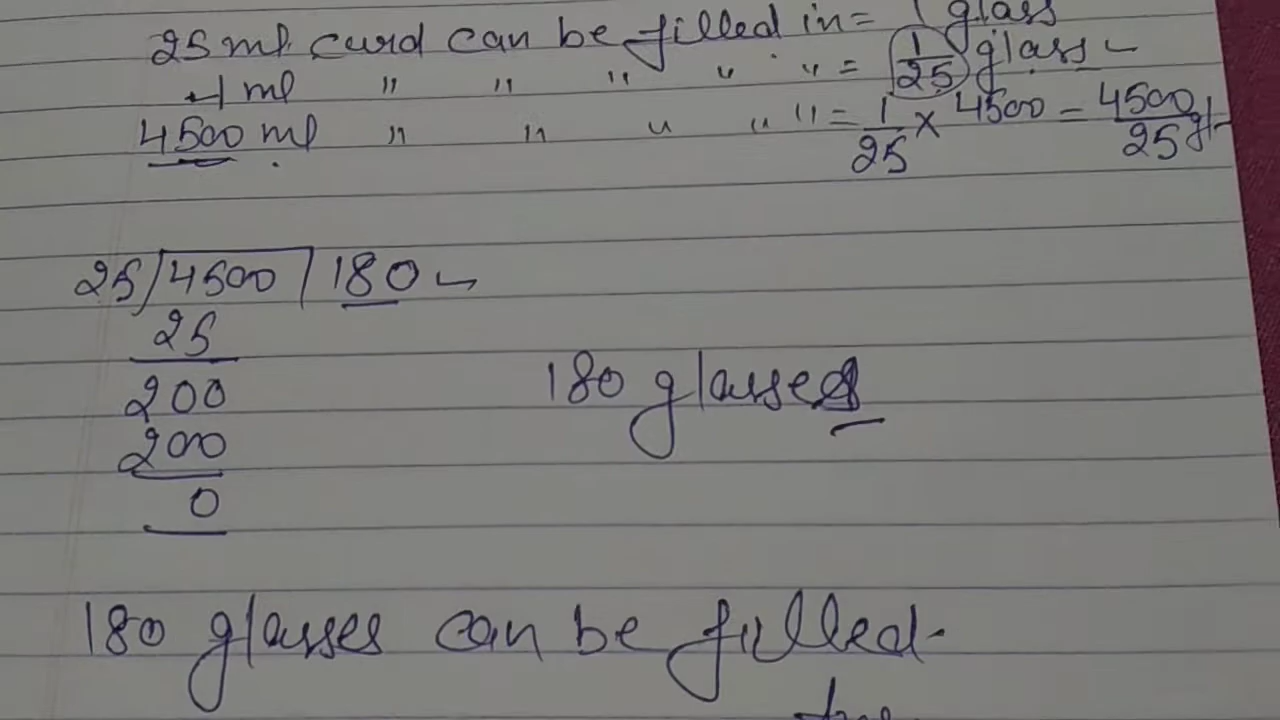 25 ml curd can be filled in = 1 glass
1 ml " " " " " = 1/25 glass
4500 ml " " " " " = 1/25 × 4500 = 4500/25 gl
25 ) 4500 ( 180
25
200
200
0
180 glasses
180 glasses can be filled.